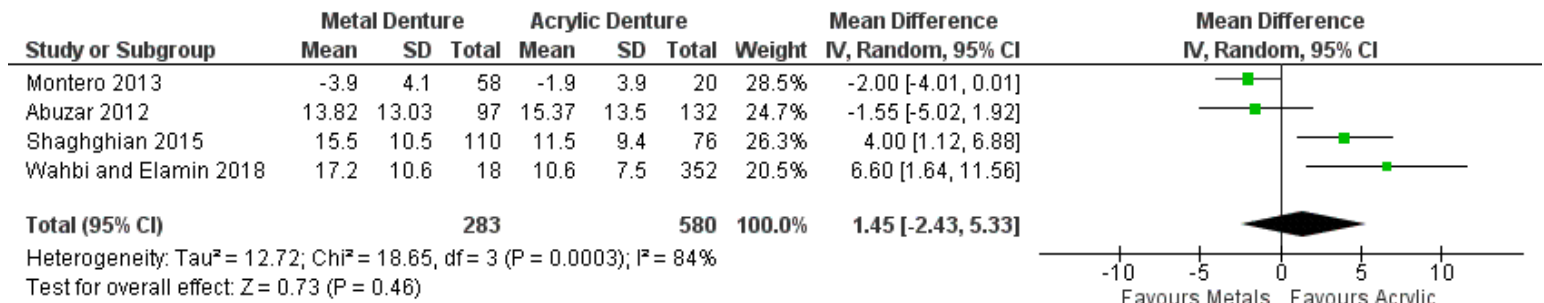 Metal Denture Acrylic Denture Mean Difference Mean Difference
Study or Subgroup Mean SD Total Mean SD Total Weight IV, Random, 95% CI IV, Random, 95% CI
Montero 2013 -3.9 4.1 58 -1.9 3.9 20 28.5% -2.00 [-4.01, 0.01]
Abuzar 2012 13.82 13.03 97 15.37 13.5 132 24.7% -1.55 [-5.02, 1.92]
Shaghghian 2015 15.5 10.5 110 11.5 9.4 76 26.3% 4.00 [1.12, 6.88]
Wahbi and Elamin 2018 17.2 10.6 18 10.6 7.5 352 20.5% 6.60 [1.64, 11.56]
Total (95% CI) 283 580 100.0% 1.45 [-2.43, 5.33]
Heterogeneity: Tau² = 12.72; Chi² = 18.65, df = 3 (P = 0.0003); I² = 84%
Test for overall effect: Z = 0.73 (P = 0.46)
-10 -5 0 5 10
Favours Metals Favours Acrylic